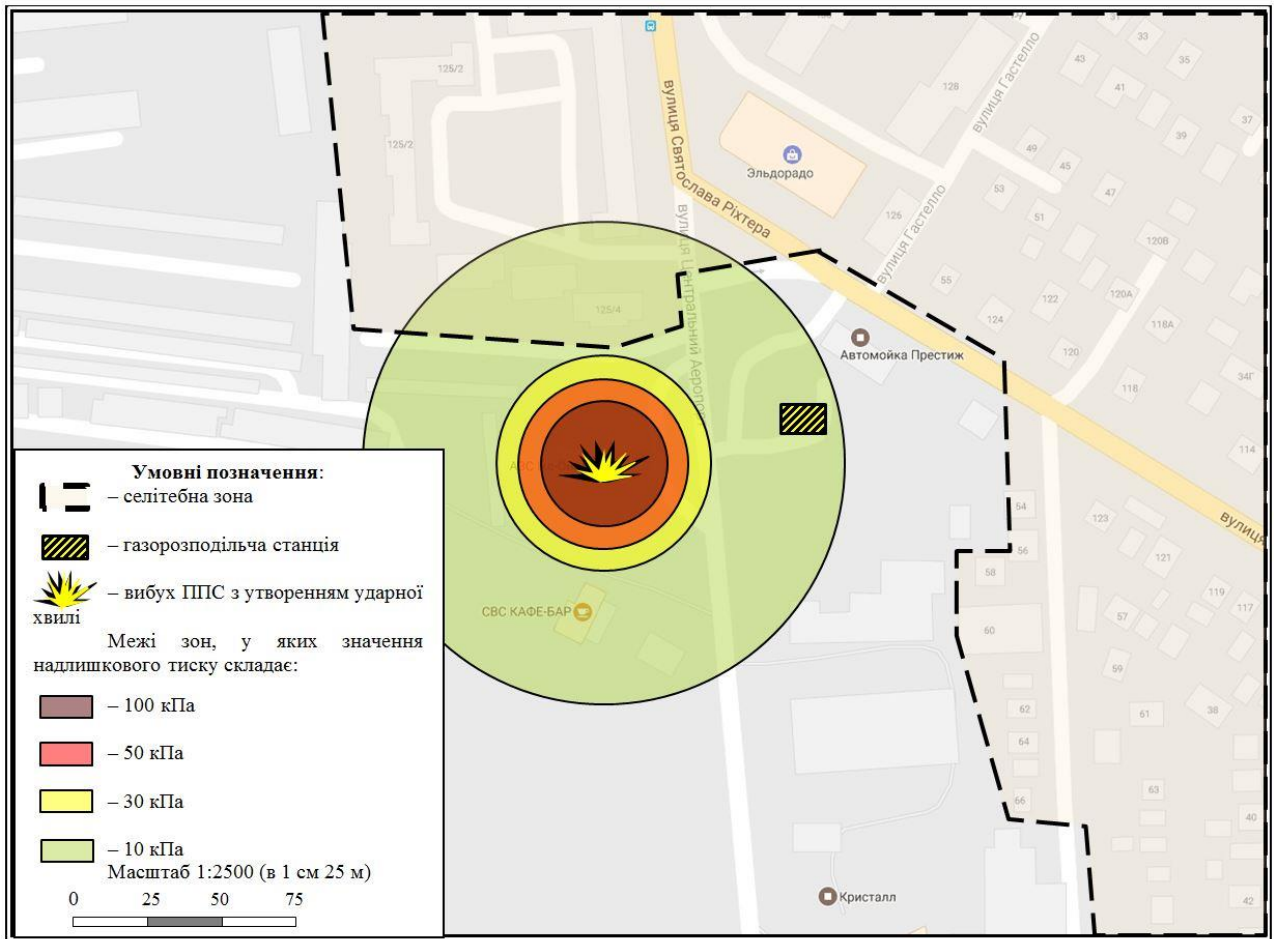 125/2
128
33
35
43
41
вулиця Гастелло
37
вулиця Святослава Ріхтера
125/2
Эльдорадо
39
49
45
47
53
51
126
вулиця Гастелло
120В
вулиця Центральний Аеропорт
55
122
120А
125/4
124
118А
Автомойка Престиж
120
34Г
118
114
СВС КАФЕ-БАР
54
123
вулиця
56
121
58
119
117
57
60
59
62
61
38
64
66
63
40
Кристалл
42
Умовні позначення:
– селітебна зона
– газорозподільча станція
– вибух ППС з утворенням ударної
хвилі
Межі зон, у яких значення
надлишкового тиску складає:
– 100 кПа
– 50 кПа
– 30 кПа
– 10 кПа
Масштаб 1:2500 (в 1 см 25 м)
0 25 50 75